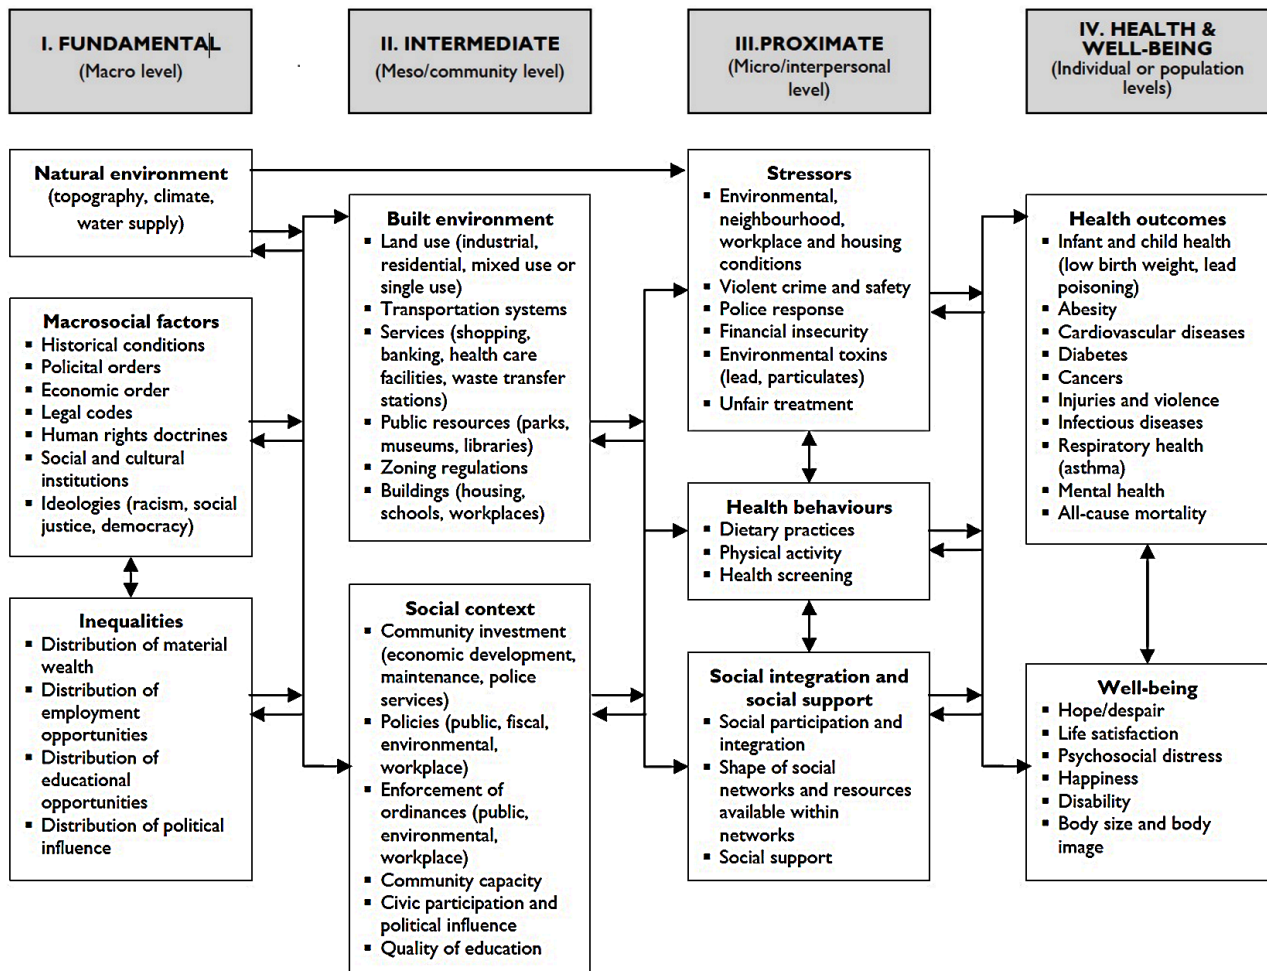 I. FUNDAMENTAL
(Macro level)
II. INTERMEDIATE
(Meso/community level)
III.PROXIMATE
(Micro/interpersonal
level)
IV. HEALTH &
WELL-BEING
(Individual or population
levels)
Natural environment
(topography, climate,
water supply)
Macrosocial factors
▪ Historical conditions
▪ Policital orders
▪ Economic order
▪ Legal codes
▪ Human rights doctrines
▪ Social and cultural
institutions
▪ Ideologies (racism, social
justice, democracy)
Inequalities
▪ Distribution of material
wealth
▪ Distribution of
employment
opportunities
▪ Distribution of
educational
opportunities
▪ Distribution of political
influence
Built environment
▪ Land use (industrial,
residential, mixed use or
single use)
▪ Transportation systems
▪ Services (shopping,
banking, health care
facilities, waste transfer
stations)
▪ Public resources (parks,
museums, libraries)
▪ Zoning regulations
▪ Buildings (housing,
schools, workplaces)
Social context
▪ Community investment
(economic development,
maintenance, police
services)
▪ Policies (public, fiscal,
environmental,
workplace)
▪ Enforcement of
ordinances (public,
environmental,
workplace)
▪ Community capacity
▪ Civic participation and
political influence
▪ Quality of education
Stressors
▪ Environmental,
neighbourhood,
workplace and housing
conditions
▪ Violent crime and safety
▪ Police response
▪ Financial insecurity
▪ Environmental toxins
(lead, particulates)
▪ Unfair treatment
Health behaviours
▪ Dietary practices
▪ Physical activity
▪ Health screening
Social integration and
social support
▪ Social participation and
integration
▪ Shape of social
networks and resources
available within
networks
▪ Social support
Health outcomes
▪ Infant and child health
(low birth weight, lead
poisoning)
▪ Abesity
▪ Cardiovascular diseases
▪ Diabetes
▪ Cancers
▪ Injuries and violence
▪ Infectious diseases
▪ Respiratory health
(asthma)
▪ Mental health
▪ All-cause mortality
Well-being
▪ Hope/despair
▪ Life satisfaction
▪ Psychosocial distress
▪ Happiness
▪ Disability
▪ Body size and body
image